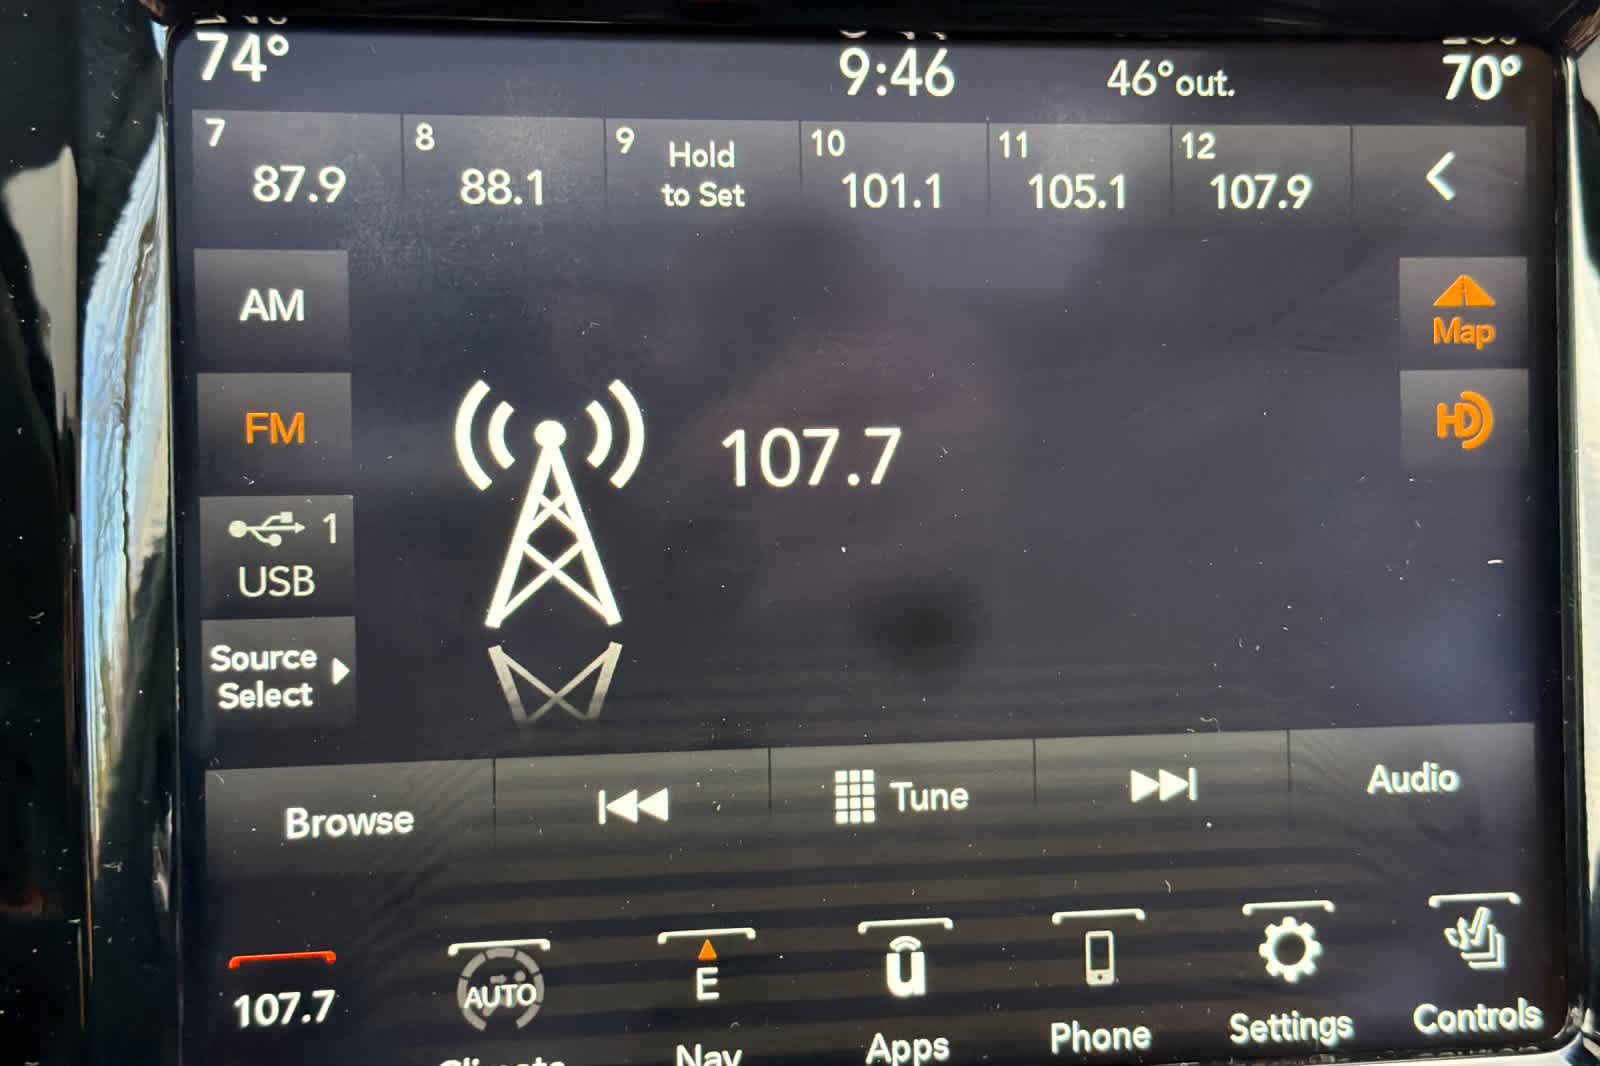 74° 9:46 46°out. 70°
7 8 9 Hold 10 11 12
87.9 88.1 to Set 101.1 105.1 107.9
AM
Map
FM
HD
107.7
1
USB
Source
Select
Browse Tune Audio
107.7 AUTO E u
Climate Nav Apps Phone Settings Controls